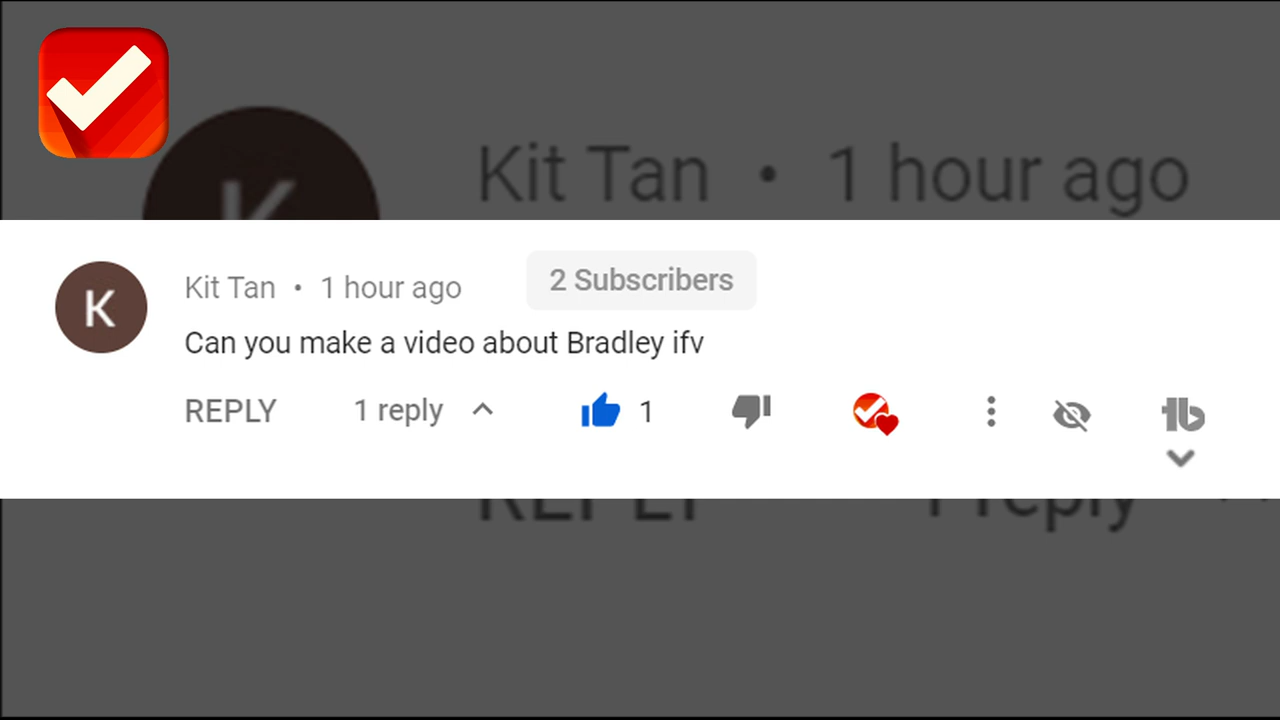 Kit Tan • 1 hour ago
K
Kit Tan • 1 hour ago
2 Subscribers
Can you make a video about Bradley ifv
REPLY 1 reply 1
REPLY 1 reply